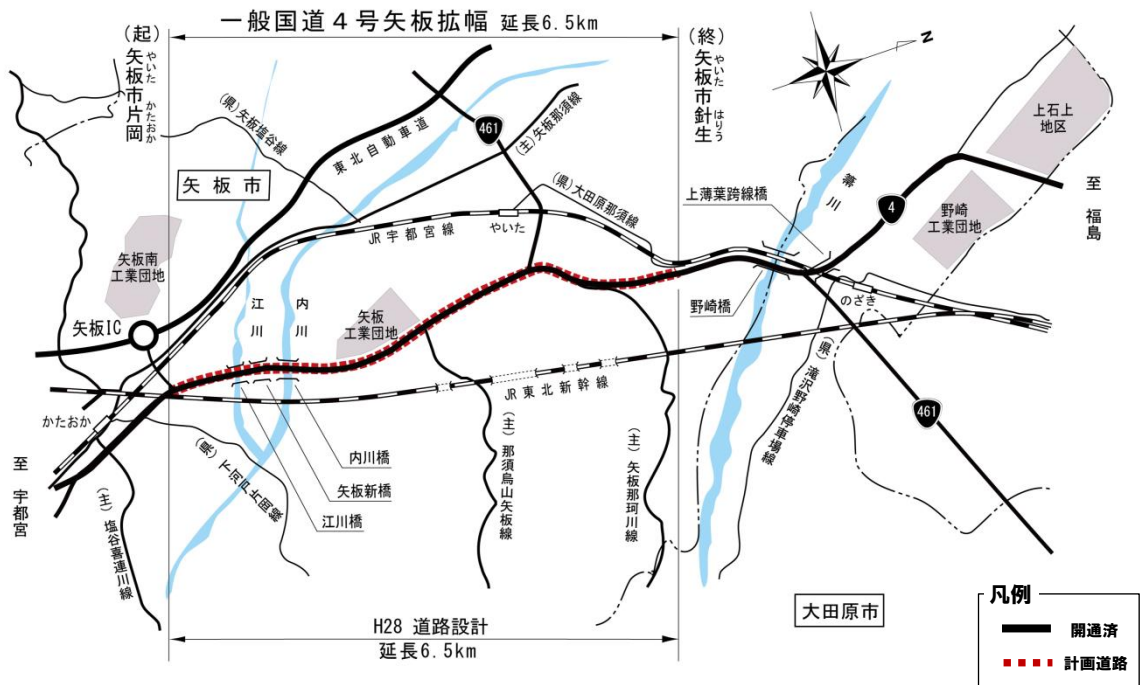 一般国道4号矢板拡幅 延長6.5km
(起)
矢板市片岡
やいた かたおか
(終)
矢板市針生
やいた はりう
N
上石上
地区
461
(県)矢板塩谷線
東北自動車道
(主)矢板那須線
矢板市
(県)大田原那須線
上薄葉跨線橋
箒川
4
野崎
工業団地
至 福島
やいた
JR宇都宮線
矢板南
工業団地
矢板IC
江川
内川
矢板
工業団地
野崎橋
のざき
JR東北新幹線
(県)滝沢野崎停車場線
461
かたおか
至 宇都宮
(主)塩谷喜連川線
(県)下河戸片岡線
内川橋
矢板新橋
江川橋
(主)那須烏山矢板線
(主)矢板那珂川線
大田原市
H28 道路設計
延長6.5km
凡例
開通済
計画道路